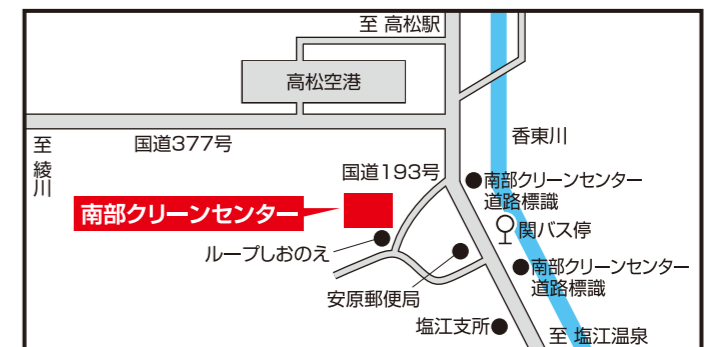 至 高松駅
高松空港
至 綾川
国道377号
香東川
国道193号
南部クリーンセンター
道路標識
南部クリーンセンター
関バス停
ループしおのえ
南部クリーンセンター
道路標識
安原郵便局
塩江支所
至 塩江温泉